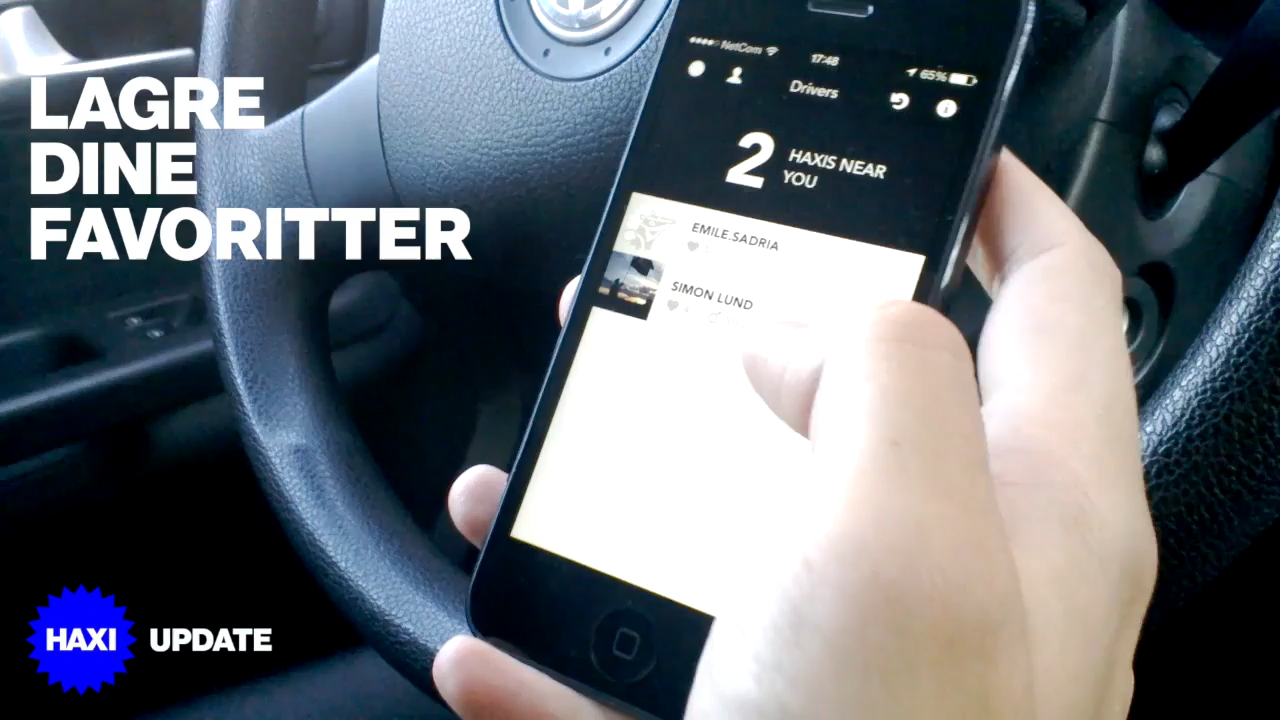 LAGRE
DINE
FAVORITTER
NetCom
17:48
65%
Drivers
2
HAXIS NEAR
YOU
EMILE.SADRIA
SIMON LUND
HAXI
UPDATE